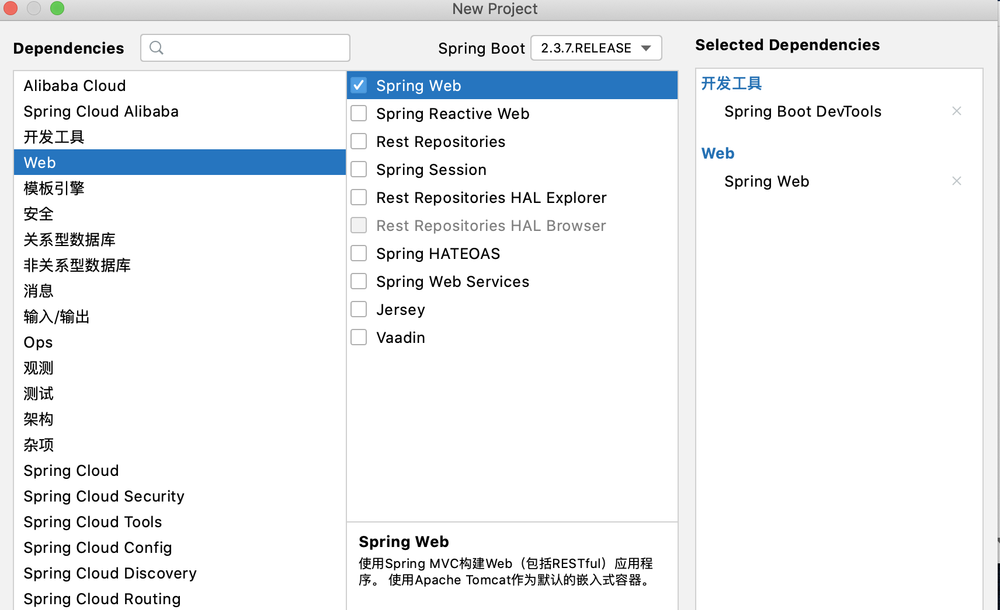 New Project
Dependencies
Spring Boot
2.3.7.RELEASE
Selected Dependencies
Alibaba Cloud
Spring Cloud Alibaba
开发工具
Web
模板引擎
安全
关系型数据库
非关系型数据库
消息
输入/输出
Ops
观测
测试
架构
杂项
Spring Cloud
Spring Cloud Security
Spring Cloud Tools
Spring Cloud Config
Spring Cloud Discovery
Spring Cloud Routing
Spring Web
Spring Reactive Web
Rest Repositories
Spring Session
Rest Repositories HAL Explorer
Rest Repositories HAL Browser
Spring HATEOAS
Spring Web Services
Jersey
Vaadin
Spring Web
使用Spring MVC构建Web（包括RESTful）应用程
序。 使用Apache Tomcat作为默认的嵌入式容器。
开发工具
Spring Boot DevTools
Web
Spring Web